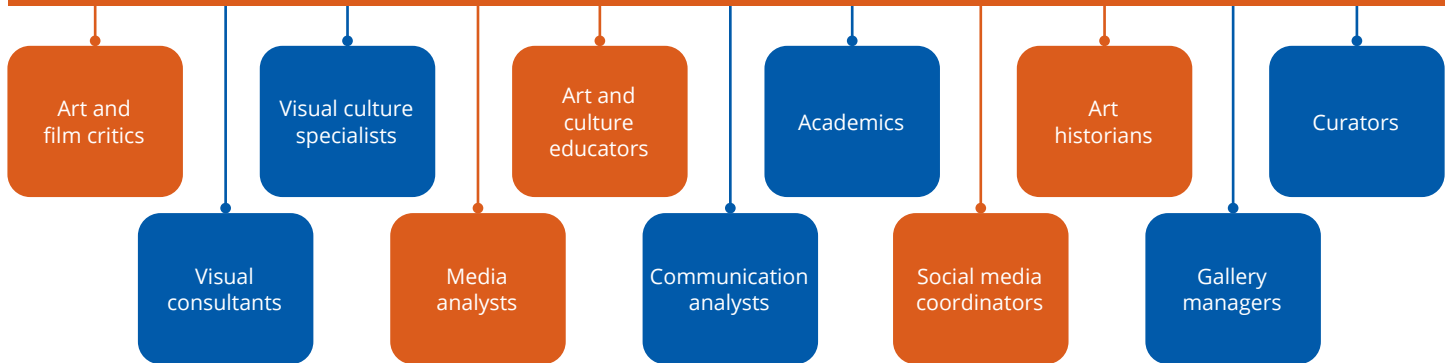 Art and
film critics
Visual culture
specialists
Art and
culture
educators
Academics
Art
historians
Curators
Visual
consultants
Media
analysts
Communication
analysts
Social media
coordinators
Gallery
managers